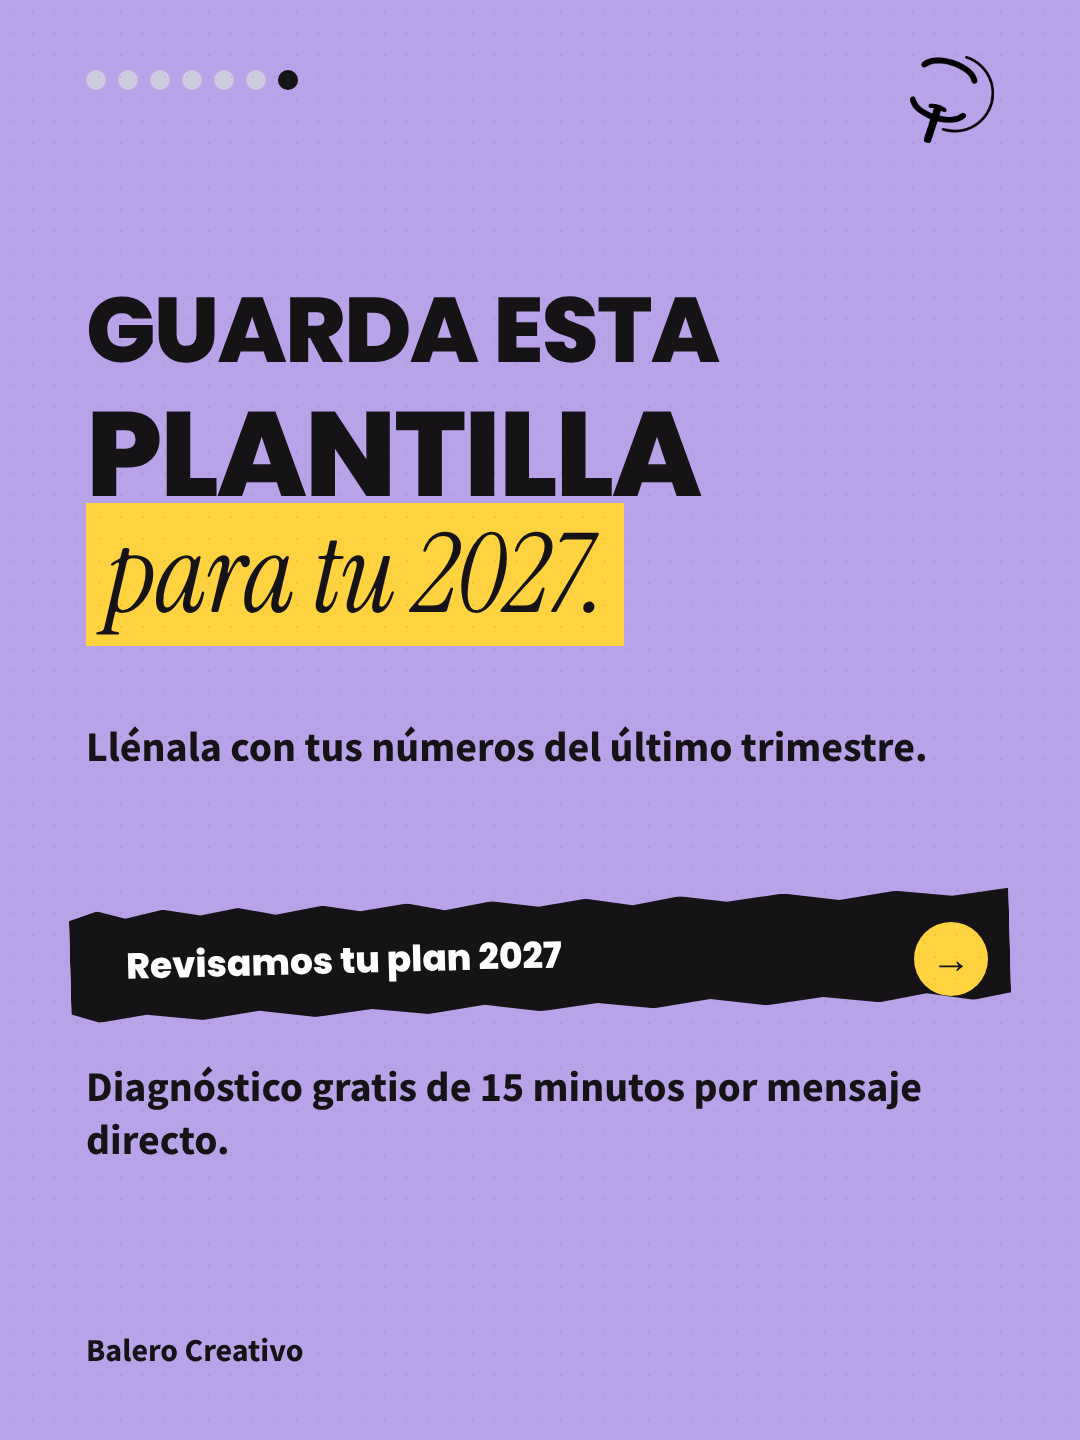 GUARDA ESTA
PLANTILLA
para tu 2027.
Llénala con tus números del último trimestre.
Revisamos tu plan 2027 →
Diagnóstico gratis de 15 minutos por mensaje
directo.
Balero Creativo